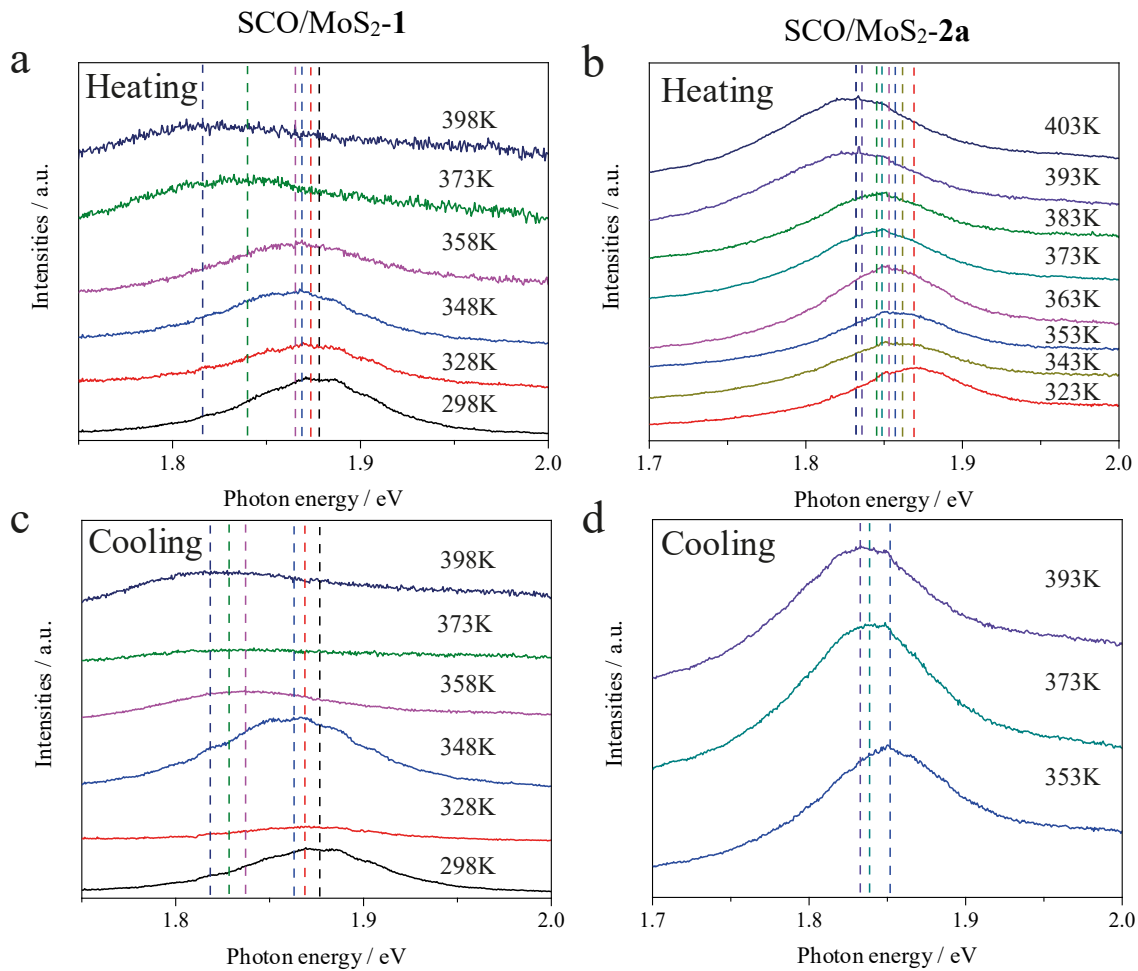 SCO/MoS₂-1
SCO/MoS₂-2a
a
Heating
398K
373K
358K
348K
328K
298K
Intensities / a.u.
1.8
1.9
2.0
Photon energy / eV
b
Heating
403K
393K
383K
373K
363K
353K
343K
323K
Intensities / a.u.
1.7
1.8
1.9
2.0
Photon energy / eV
c
Cooling
398K
373K
358K
348K
328K
298K
Intensities / a.u.
1.8
1.9
2.0
Photon energy / eV
d
Cooling
393K
373K
353K
Intensities / a.u.
1.7
1.8
1.9
2.0
Photon energy / eV